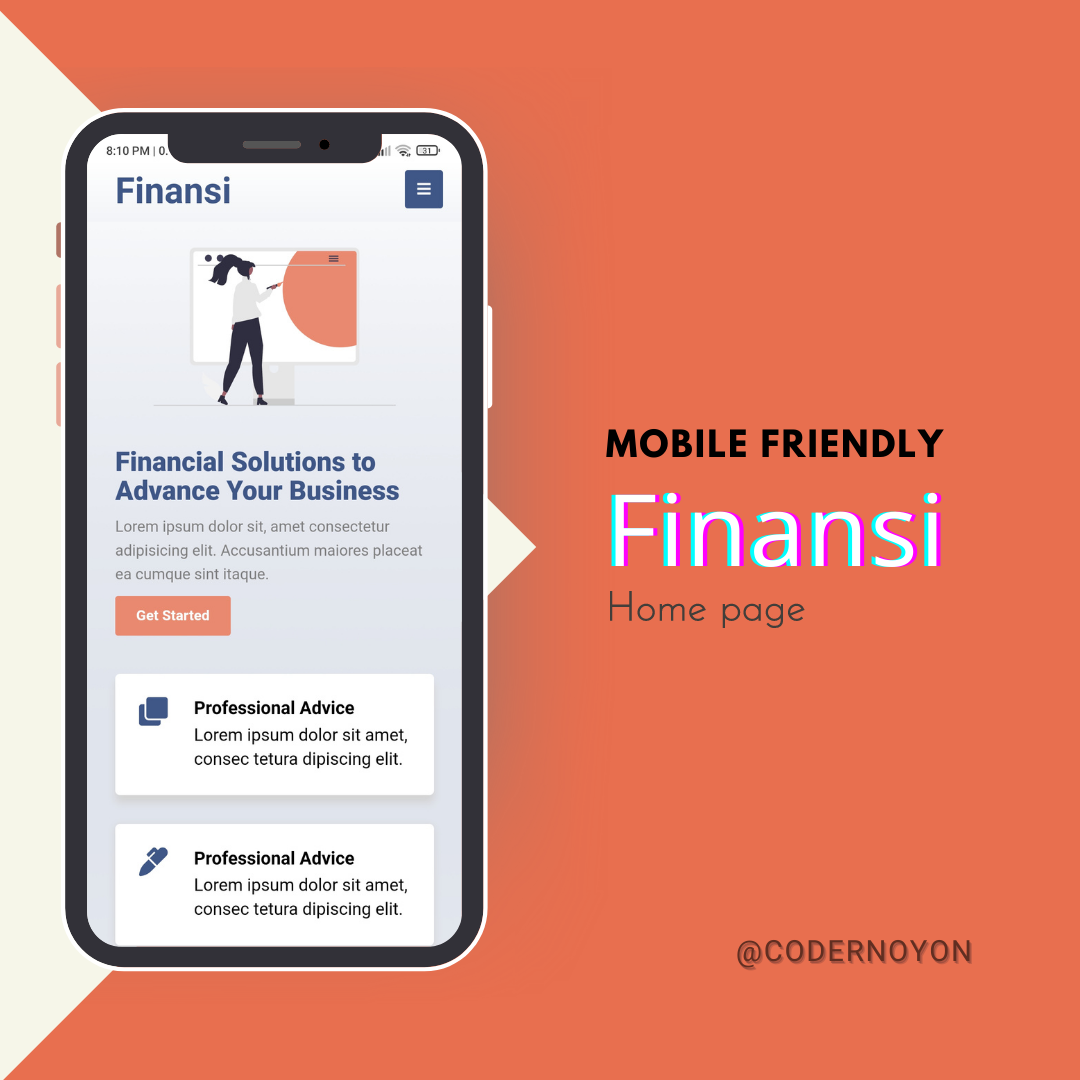 8:10 PM | 0.
31
Finansi
Financial Solutions to
Advance Your Business
Lorem ipsum dolor sit, amet consectetur
adipisicing elit. Accusantium maiores placeat
ea cumque sint itaque.
Get Started
Professional Advice
Lorem ipsum dolor sit amet,
consec tetura dipiscing elit.
Professional Advice
Lorem ipsum dolor sit amet,
consec tetura dipiscing elit.
MOBILE FRIENDLY
Finansi
Home page
@CODERNOYON